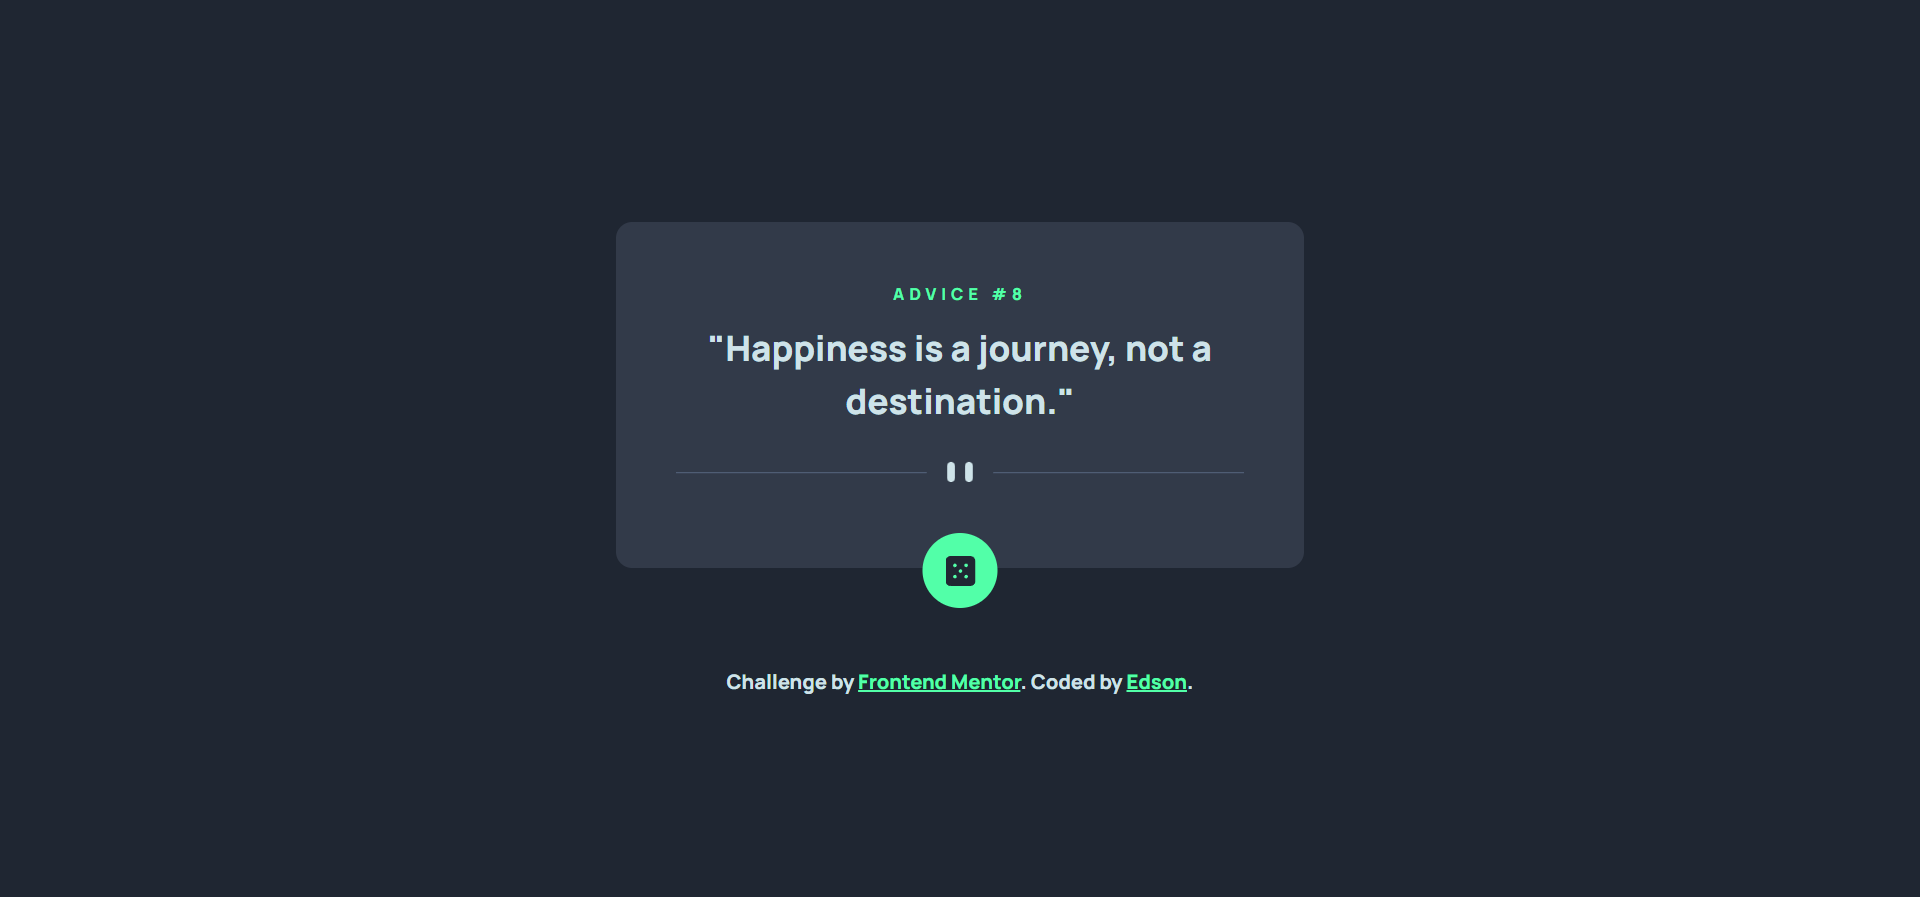 ADVICE #8
"Happiness is a journey, not a
destination."
Challenge by Frontend Mentor. Coded by Edson.